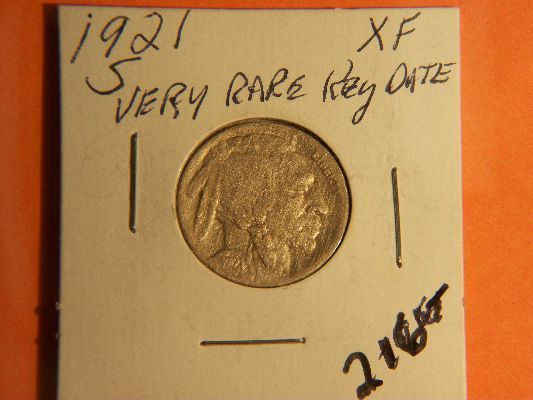 1921 XF
S
VERY RARE Key DATE